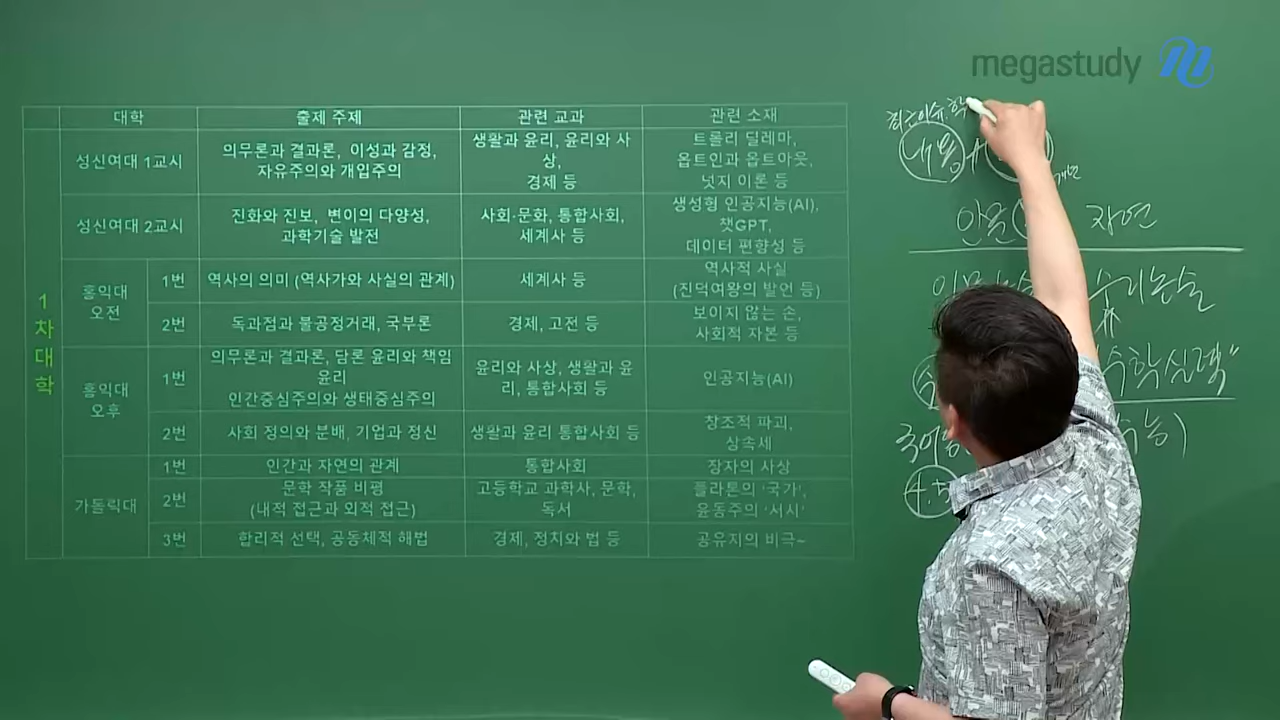 megastudy
대학 출제 주제 관련 교과 관련 소재
1차대학
성신여대 1교시
의무론과 결과론, 이성과 감정,
자유주의와 개입주의
생활과 윤리, 윤리와 사
상,
경제 등
트롤리 딜레마,
옵트인과 옵트아웃,
넛지 이론 등
성신여대 2교시
진화와 진보, 변이의 다양성,
과학기술 발전
사회·문화, 통합사회,
세계사 등
생성형 인공지능(AI),
챗GPT,
데이터 편향성 등
홍익대
오전
1번
역사의 의미 (역사가와 사실의 관계)
세계사 등
역사적 사실
(진덕여왕의 발언 등)
2번
독과점과 불공정거래, 국부론
경제, 고전 등
보이지 않는 손,
사회적 자본 등
홍익대
오후
1번
의무론과 결과론, 담론 윤리와 책임
윤리
인간중심주의와 생태중심주의
윤리와 사상, 생활과 윤
리, 통합사회 등
인공지능(AI)
2번
사회 정의와 분배, 기업과 정신
생활과 윤리 통합사회 등
창조적 파괴,
상속세
가톨릭대
1번
인간과 자연의 관계
통합사회
장자의 사상
2번
문학 작품 비평
(내적 접근과 외적 접근)
고등학교 과학사, 문학,
독서
플라톤의 '국가',
윤동주의 '서시'
3번
합리적 선택, 공동체적 해법
경제, 정치와 법 등
공유지의 비극~
내용 +
개년
인문( 자연
수리논술
수학실력"
국어
4.5